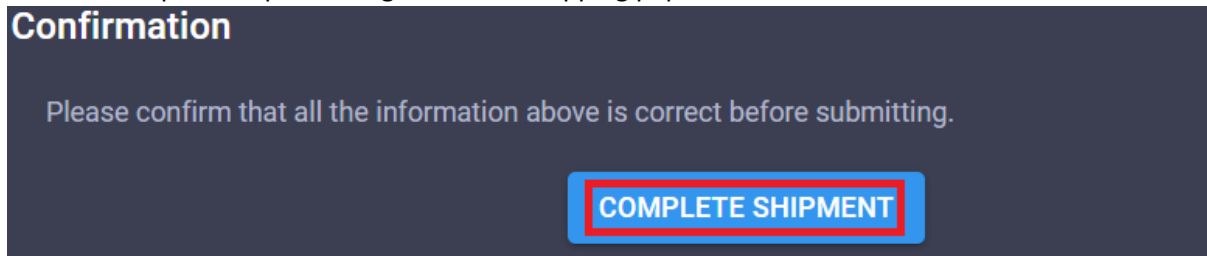 Confirmation
Please confirm that all the information above is correct before submitting.
COMPLETE SHIPMENT